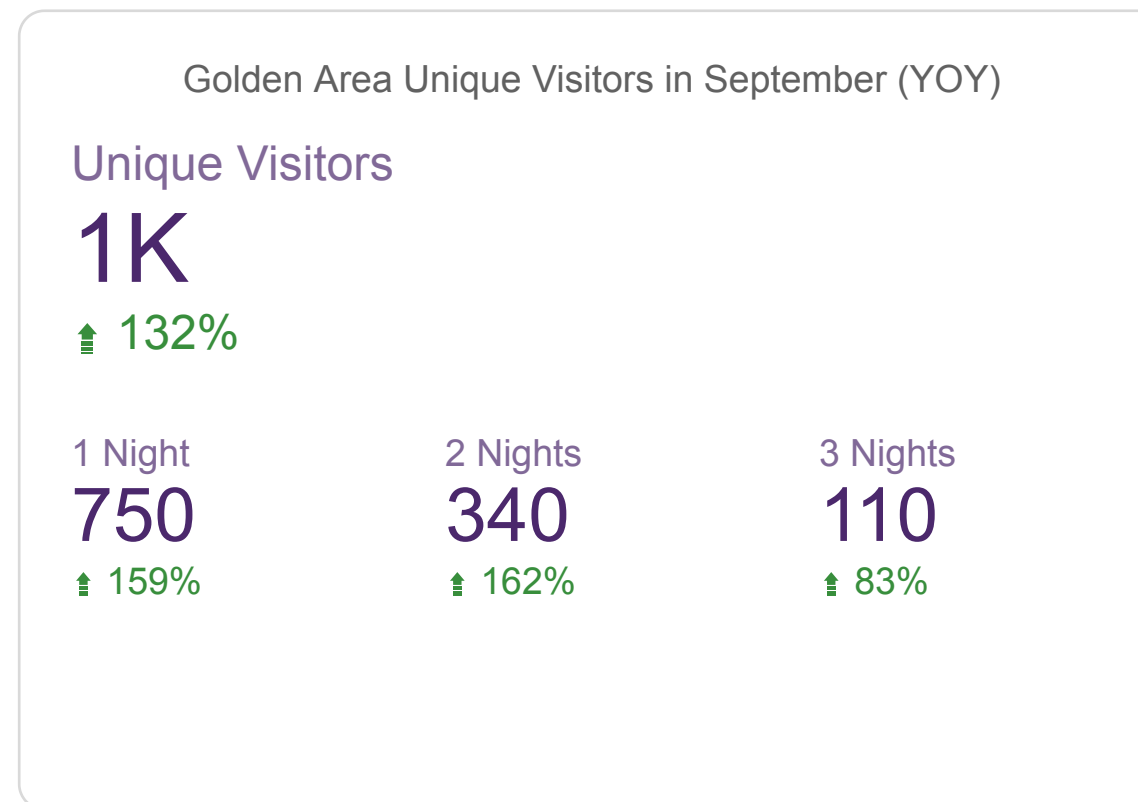 Golden Area Unique Visitors in September (YOY)
Unique Visitors
1K
132%
1 Night 2 Nights 3 Nights
750 340 110
159% 162% 83%